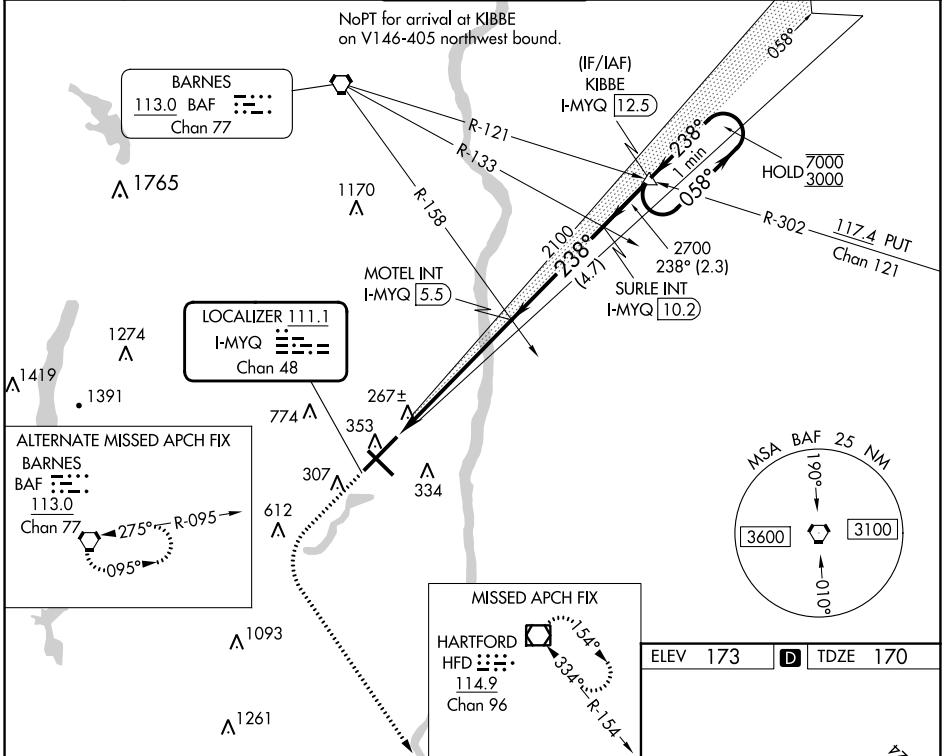 NoPT for arrival at KIBBE
on V146-405 northwest bound.
BARNES
113.0 BAF
Chan 77
(IF/IAF)
KIBBE
I-MYQ 12.5
058°
R-121
R-133
R-158
238°
1 min
058°
HOLD 7000
3000
1765
1170
R-302
117.4 PUT
Chan 121
2100
238°
(4.7)
2700
238° (2.3)
SURLE INT
I-MYQ 10.2
MOTEL INT
I-MYQ 5.5
LOCALIZER 111.1
I-MYQ
Chan 48
1274
1419
1391
774
267±
353
307
334
612
ALTERNATE MISSED APCH FIX
BARNES
BAF
113.0
Chan 77
275°
R-095
095°
MSA BAF 25 NM
190°
3600
3100
010°
1093
1261
MISSED APCH FIX
HARTFORD
HFD
114.9
Chan 96
154°
334°
R-154
ELEV 173 D TDZE 170
24